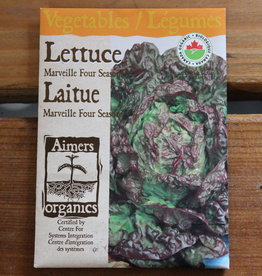 Vegetables / Légumes
Lettuce
Marveille Four Seas
Laitue
Marveille Four Seas
Aimers
organics
Certified by
Centre For
Systems Integration
Centre d'intégration
des systèmes